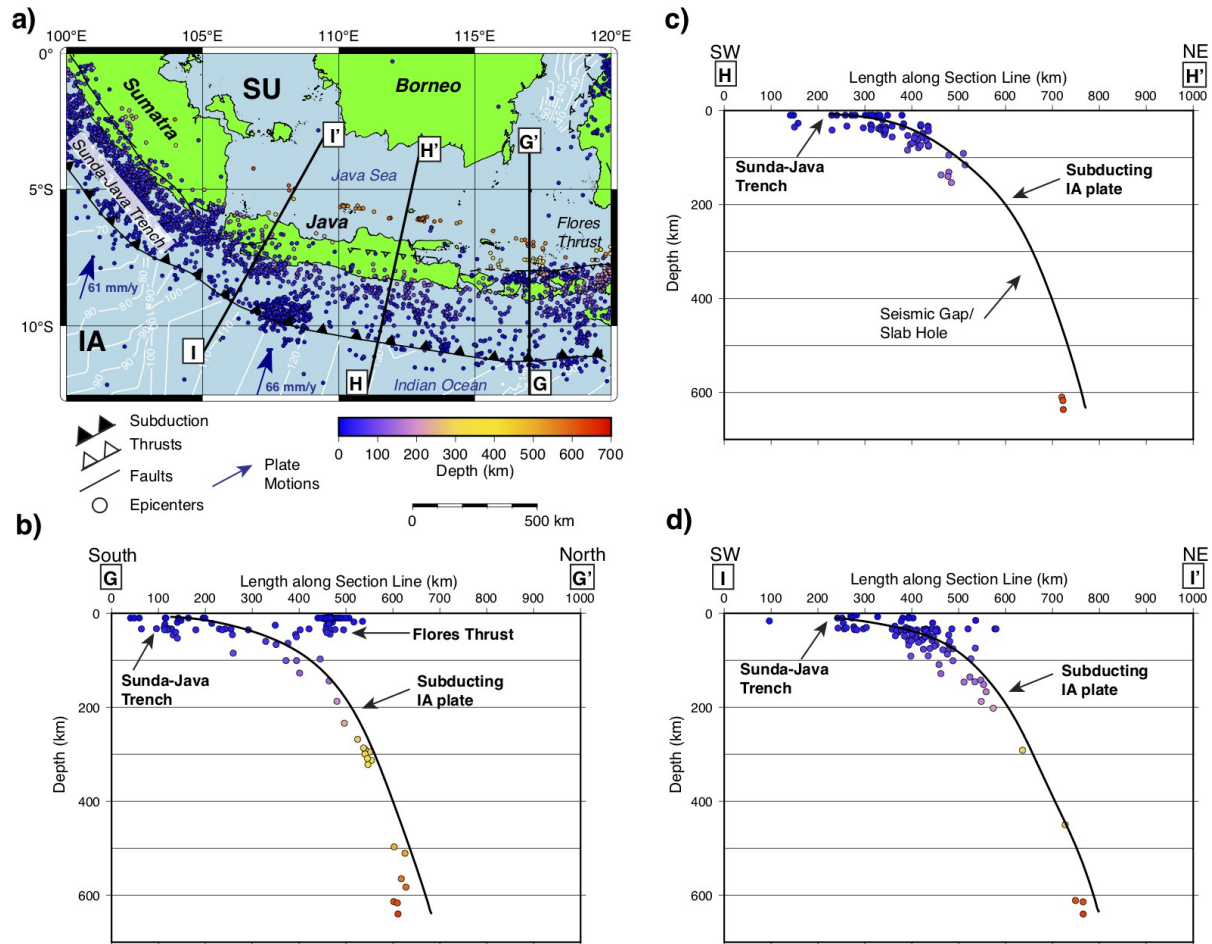 a)
100°E
105°E
110°E
115°E
120°E
0°
5°S
10°S
Sumatra
SU
Borneo
Sunda-Java Trench
I'
H'
G'
Java Sea
Java
Flores
Thrust
61 mm/y
IA
I
66 mm/y
H
Indian Ocean
G
80
90
100
120
Subduction
Thrusts
Faults
Epicenters
Plate
Motions
0 100 200 300 400 500 600 700
Depth (km)
0 500 km
b)
South
North
G
G'
Length along Section Line (km)
0 100 200 300 400 500 600 700 800 900 1000
0
200
400
600
Depth (km)
Flores Thrust
Sunda-Java
Trench
Subducting
IA plate
c)
SW
NE
H
H'
Length along Section Line (km)
0 100 200 300 400 500 600 700 800 900 1000
0
200
400
600
Depth (km)
Sunda-Java
Trench
Subducting
IA plate
Seismic Gap/
Slab Hole
d)
SW
NE
I
I'
Length along Section Line (km)
0 100 200 300 400 500 600 700 800 900 1000
0
200
400
600
Depth (km)
Sunda-Java
Trench
Subducting
IA plate